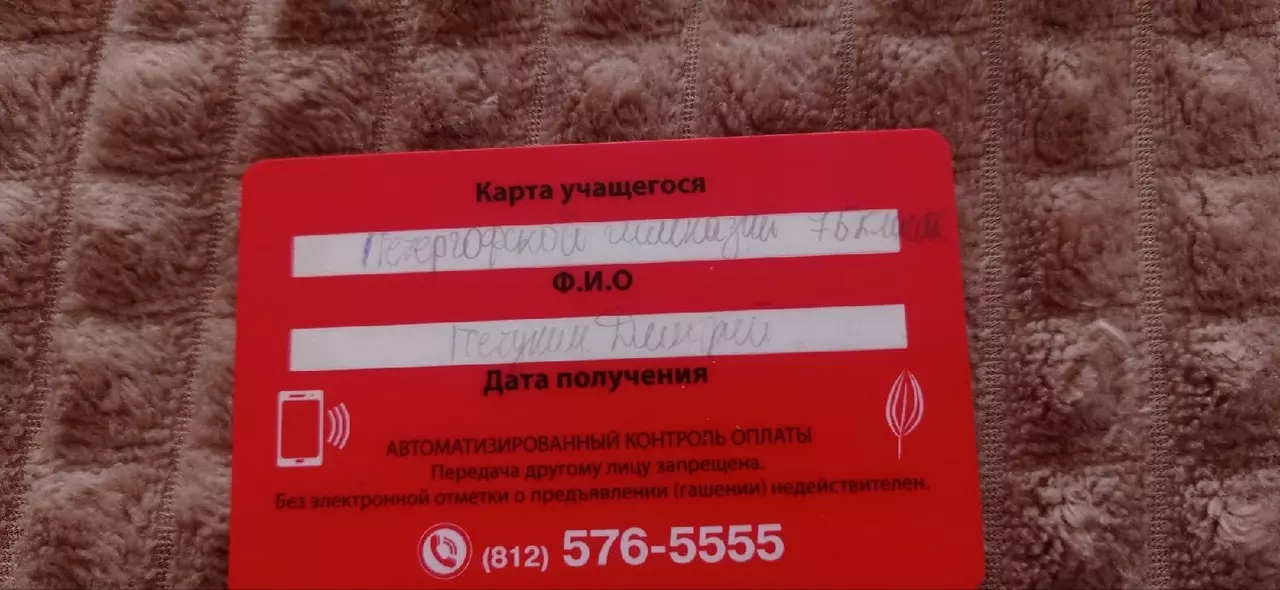 Карта учащегося
Петергофской гимназии 7Б класса
Ф.И.О
Дмитрий
Дата получения
АВТОМАТИЗИРОВАННЫЙ КОНТРОЛЬ ОПЛАТЫ
Передача другому лицу запрещена.
Без электронной отметки о предъявлении (гашении) недействителен.
(812) 576-5555